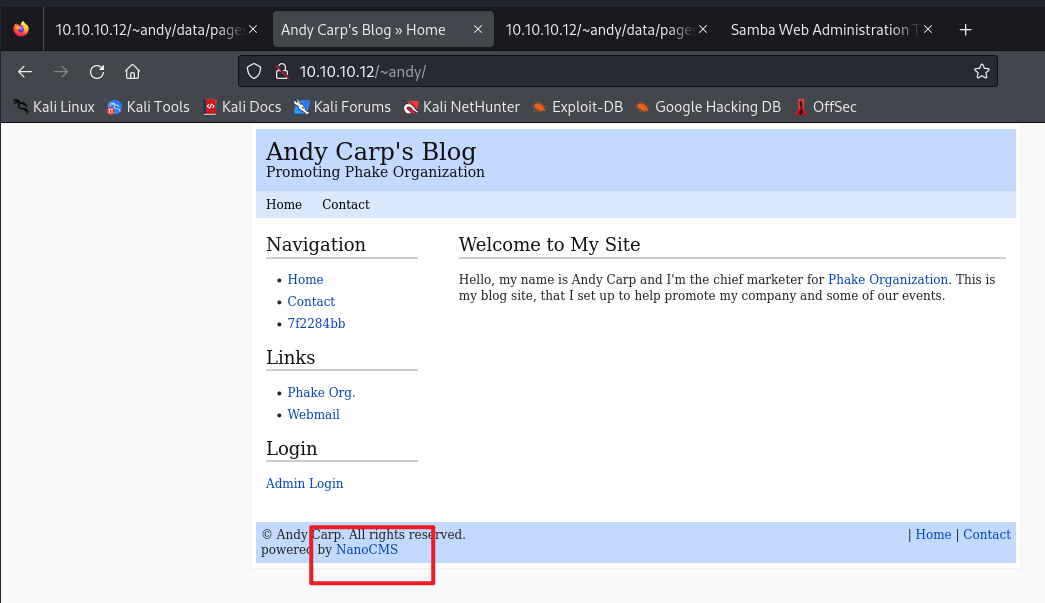 10.10.10.12/~andy/data/page
Andy Carp's Blog » Home
10.10.10.12/~andy/data/page
Samba Web Administration T
10.10.10.12/~andy/
Kali Linux
Kali Tools
Kali Docs
Kali Forums
Kali NetHunter
Exploit-DB
Google Hacking DB
OffSec
Andy Carp's Blog
Promoting Phake Organization
Home Contact
Navigation
Home
Contact
7f2284bb
Links
Phake Org.
Webmail
Login
Admin Login
Welcome to My Site
Hello, my name is Andy Carp and I'm the chief marketer for Phake Organization. This is
my blog site, that I set up to help promote my company and some of our events.
© Andy Carp. All rights reserved.
powered by NanoCMS
| Home | Contact